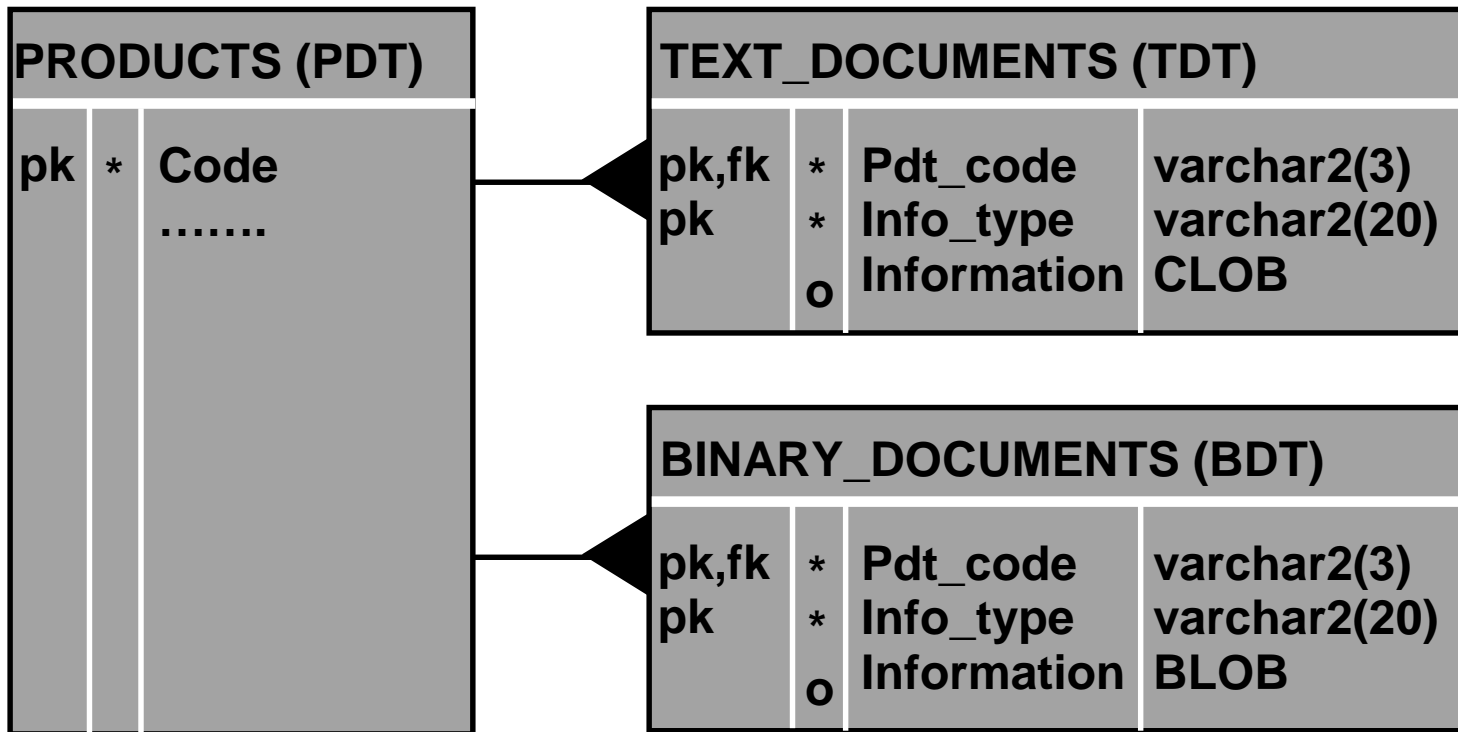 PRODUCTS (PDT)
pk * Code
.......
TEXT_DOCUMENTS (TDT)
pk,fk * Pdt_code varchar2(3)
pk * Info_type varchar2(20)
o Information CLOB
BINARY_DOCUMENTS (BDT)
pk,fk * Pdt_code varchar2(3)
pk * Info_type varchar2(20)
o Information BLOB